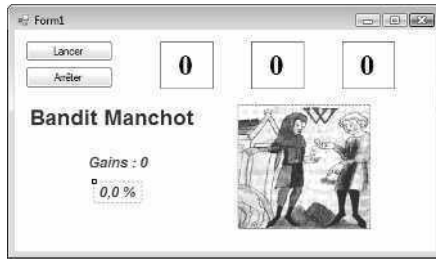 Form1
Lancer
Arrêter
0 0 0
Bandit Manchot
Gains : 0
0,0 %
W